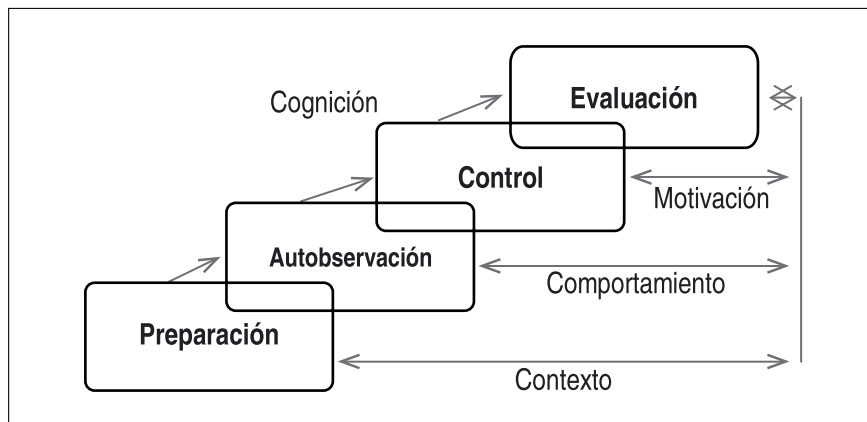 Evaluación
Cognición
Control
Motivación
Autobservación
Comportamiento
Preparación
Contexto